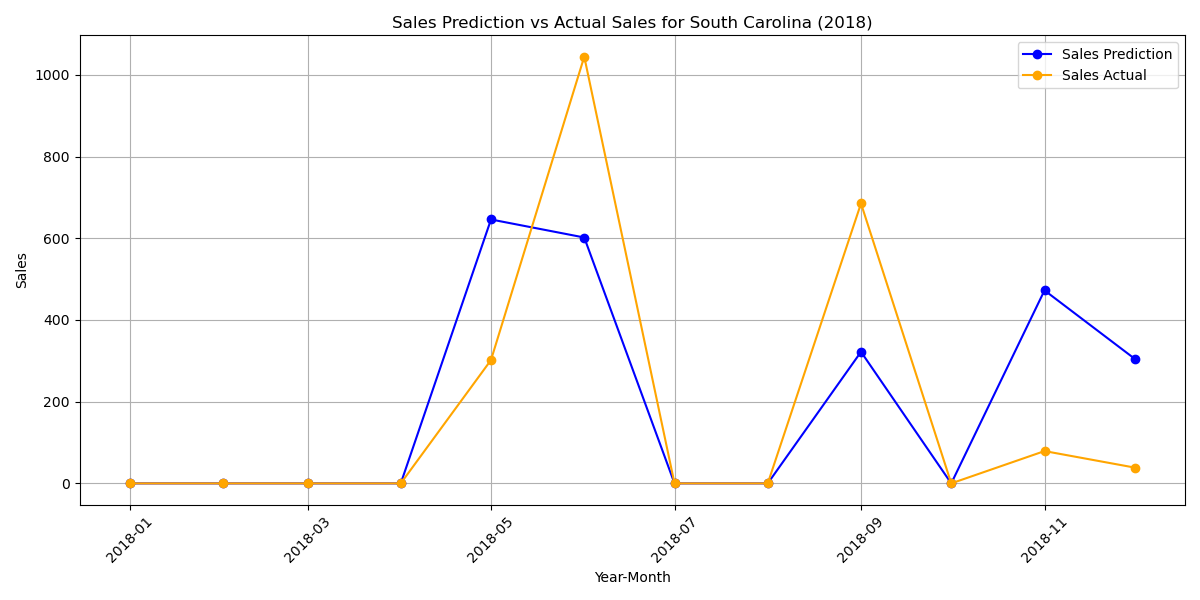 Sales Prediction vs Actual Sales for South Carolina (2018)
Sales Prediction
Sales Actual
1000
800
600
400
200
0
Sales
2018-01
2018-03
2018-05
2018-07
2018-09
2018-11
Year-Month